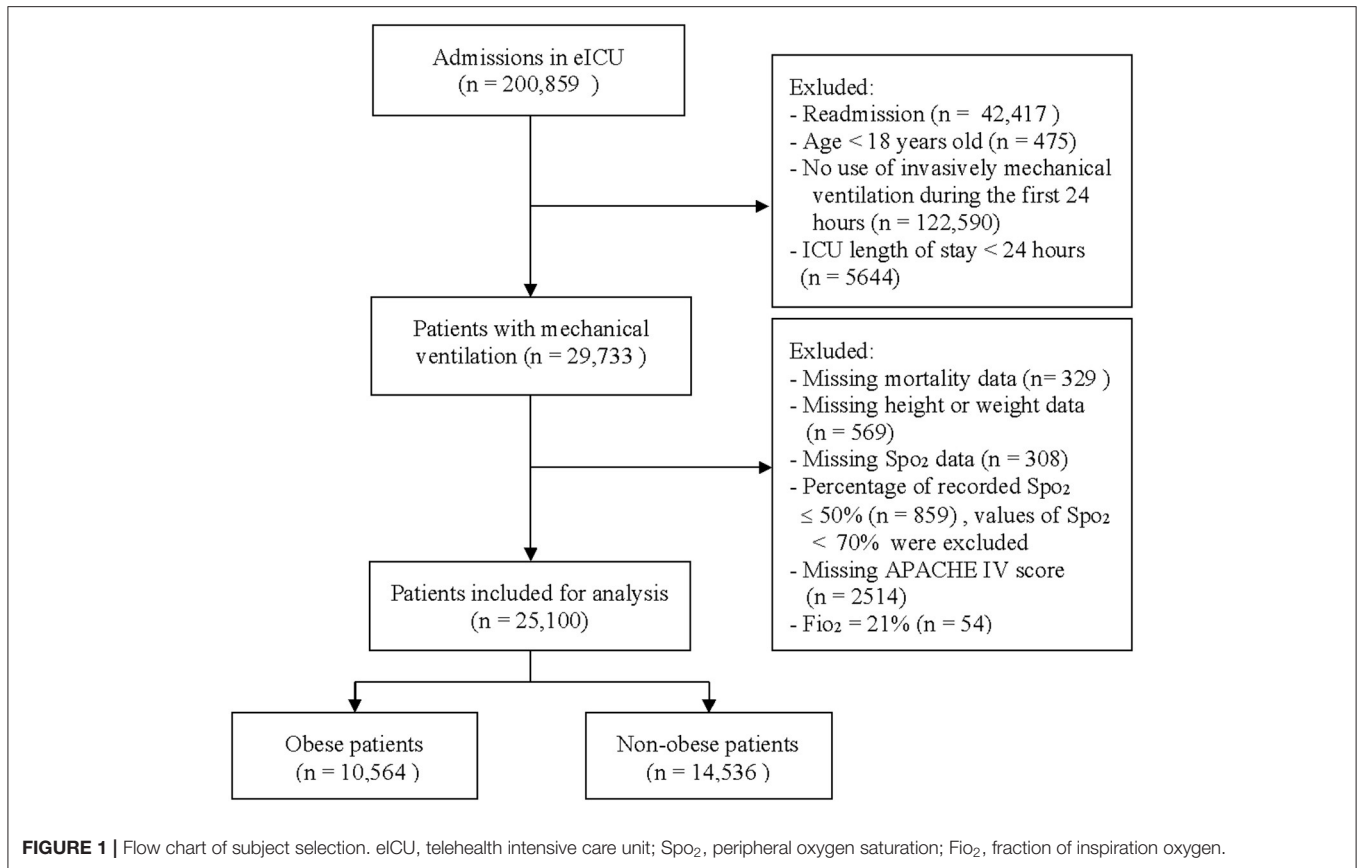 Admissions in eICU
(n = 200,859 )
Exluded:
- Readmission (n = 42,417 )
- Age < 18 years old (n = 475)
- No use of invasively mechanical
ventilation during the first 24
hours (n = 122,590)
- ICU length of stay < 24 hours
(n = 5644)
Patients with mechanical
ventilation (n = 29,733 )
Exluded:
- Missing mortality data (n= 329 )
- Missing height or weight data
(n = 569)
- Missing Spo₂ data (n = 308)
- Percentage of recorded Spo₂
≤ 50% (n = 859) , values of Spo₂
< 70% were excluded
- Missing APACHE IV score
(n = 2514)
- Fio₂ = 21% (n = 54)
Patients included for analysis
(n = 25,100)
Obese patients
(n = 10,564 )
Non-obese patients
(n = 14,536 )
FIGURE 1 | Flow chart of subject selection. eICU, telehealth intensive care unit; Spo₂, peripheral oxygen saturation; Fio₂, fraction of inspiration oxygen.